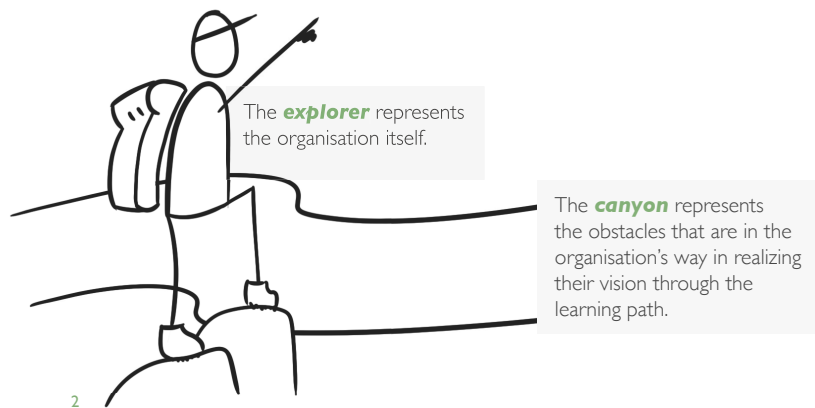 The explorer represents
the organisation itself.
The canyon represents
the obstacles that are in the
organisation's way in realizing
their vision through the
learning path.
2